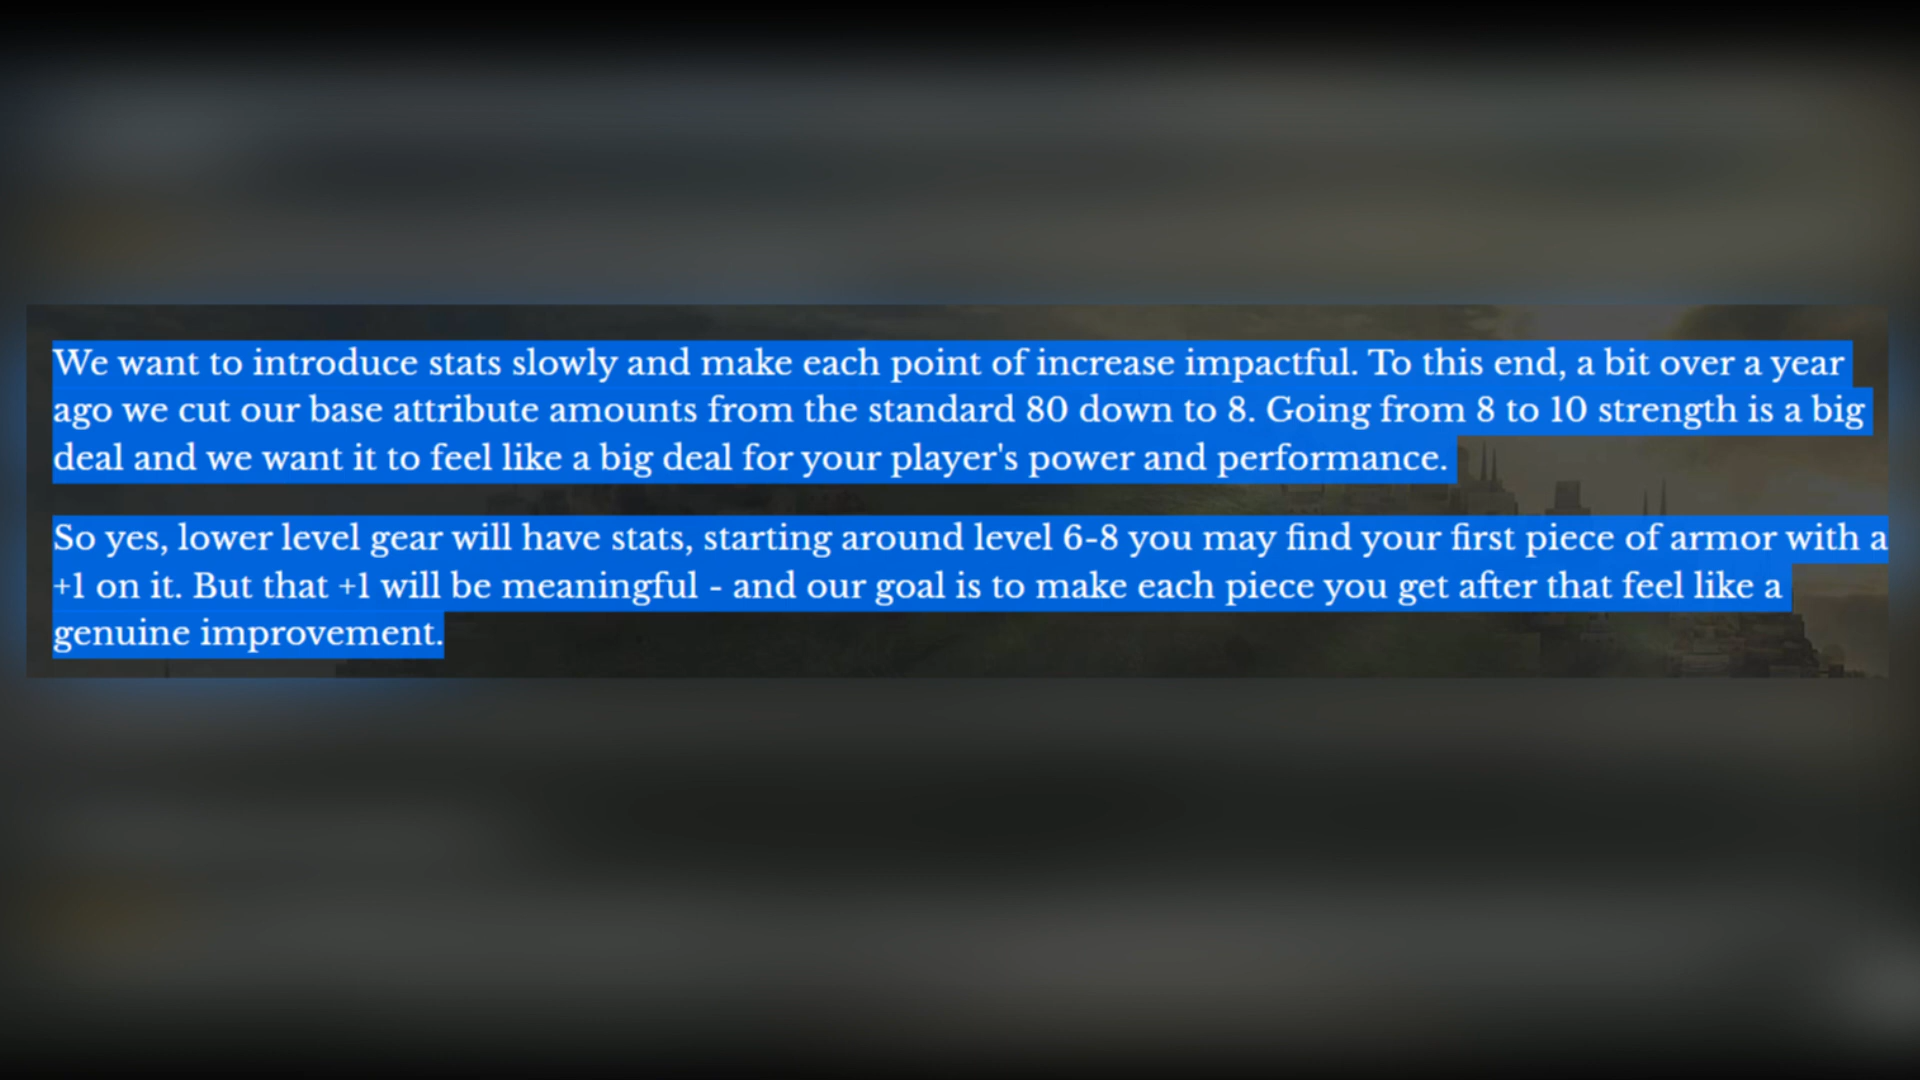 We want to introduce stats slowly and make each point of increase impactful. To this end, a bit over a year
ago we cut our base attribute amounts from the standard 80 down to 8. Going from 8 to 10 strength is a big
deal and we want it to feel like a big deal for your player's power and performance.
So yes, lower level gear will have stats, starting around level 6-8 you may find your first piece of armor with a
+1 on it. But that +1 will be meaningful - and our goal is to make each piece you get after that feel like a
genuine improvement.